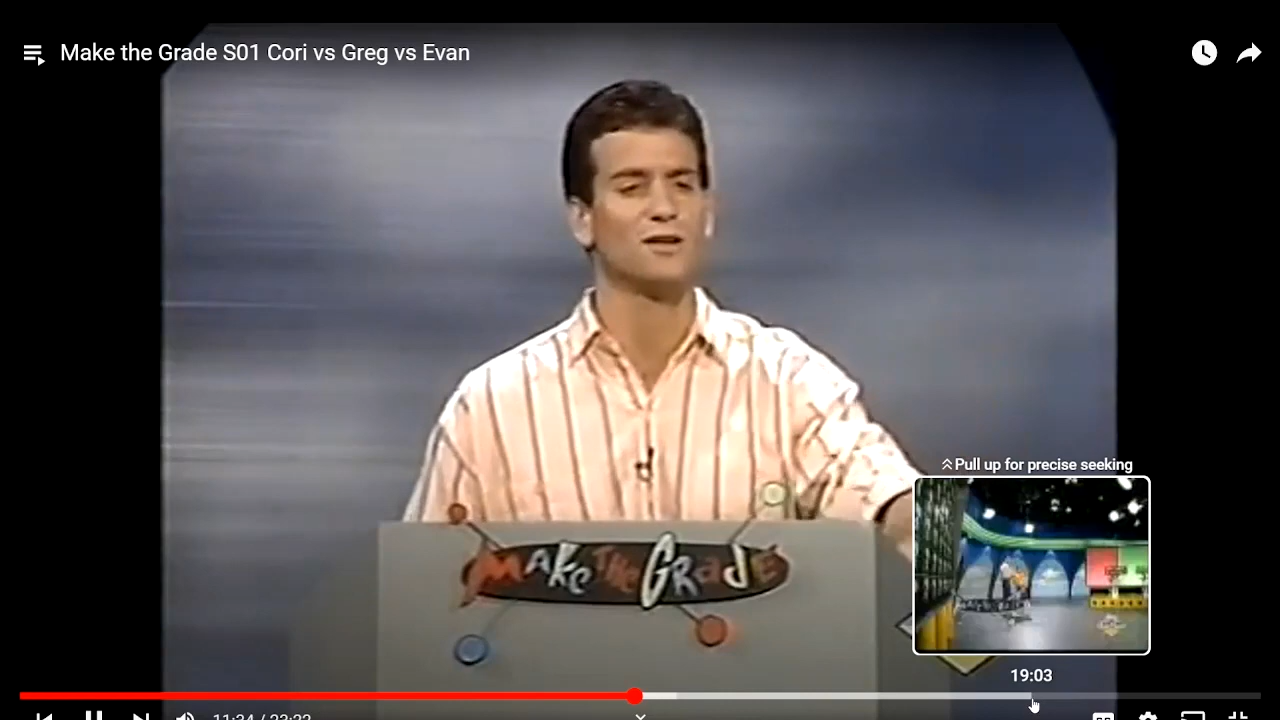 Make the Grade S01 Cori vs Greg vs Evan
Pull up for precise seeking
MAKE THE GRADE
19:03
11:34 / 23:22